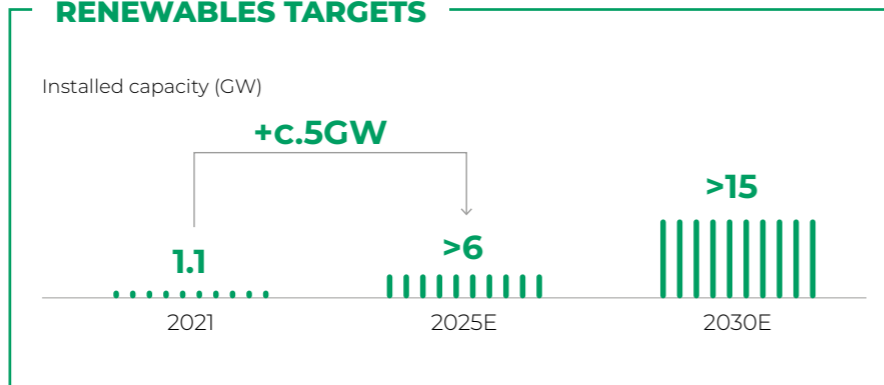 RENEWABLES TARGETS
Installed capacity (GW)
+c.5GW
1.1
>6
>15
2021
2025E
2030E